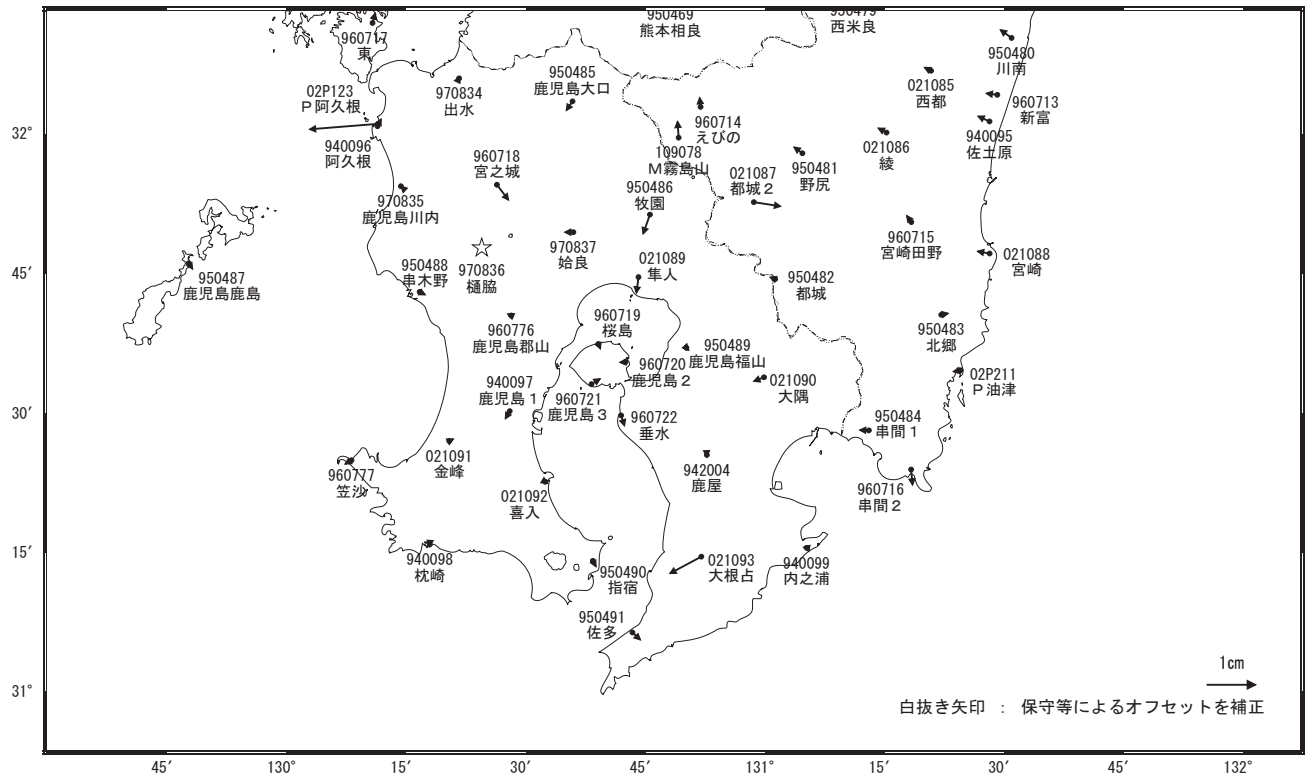 950469
熊本相良
950479
西米良
960717
東
950480
川南
950485
鹿児島大口
021085
西都
02P123
P阿久根
970834
出水
960713
新富
32°
960714
えびの
940095
佐土原
940096
阿久根
021086
綾
960718
宮之城
109078
M霧島山
021087
都城2
950481
野尻
950486
牧園
970835
鹿児島川内
960715
宮崎田野
970837
姶良
021089
隼人
021088
宮崎
45′
950487
鹿児島鹿島
950488
串木野
970836
樋脇
950482
都城
960776
鹿児島郡山
960719
桜島
950483
北郷
950489
鹿児島福山
960720
鹿児島2
940097
鹿児島1
960721
鹿児島3
021090
大隅
02P211
P油津
30′
960722
垂水
950484
串間1
021091
金峰
942004
鹿屋
960777
笠沙
021092
喜入
960716
串間2
15′
940098
枕崎
950490
指宿
021093
大根占
940099
内之浦
950491
佐多
1cm
31°
白抜き矢印 : 保守等によるオフセットを補正
45′ 130° 15′ 30′ 45′ 131° 15′ 30′ 45′ 132°